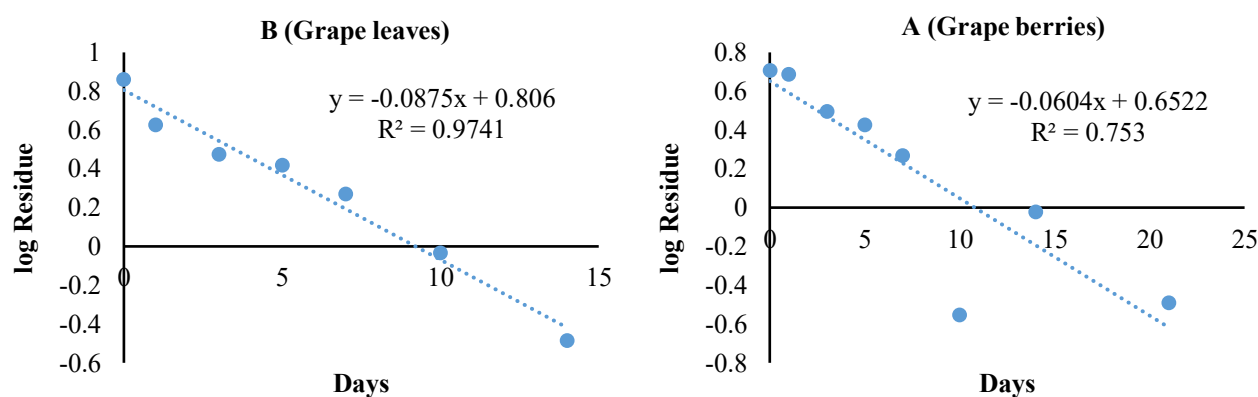 B (Grape leaves)
y = -0.0875x + 0.806
R² = 0.9741
log Residue
1
0.8
0.6
0.4
0.2
0
-0.2
-0.4
-0.6
0
5
10
15
Days
A (Grape berries)
y = -0.0604x + 0.6522
R² = 0.753
log Residue
0.8
0.6
0.4
0.2
0
-0.2
-0.4
-0.6
-0.8
0
5
10
15
20
25
Days